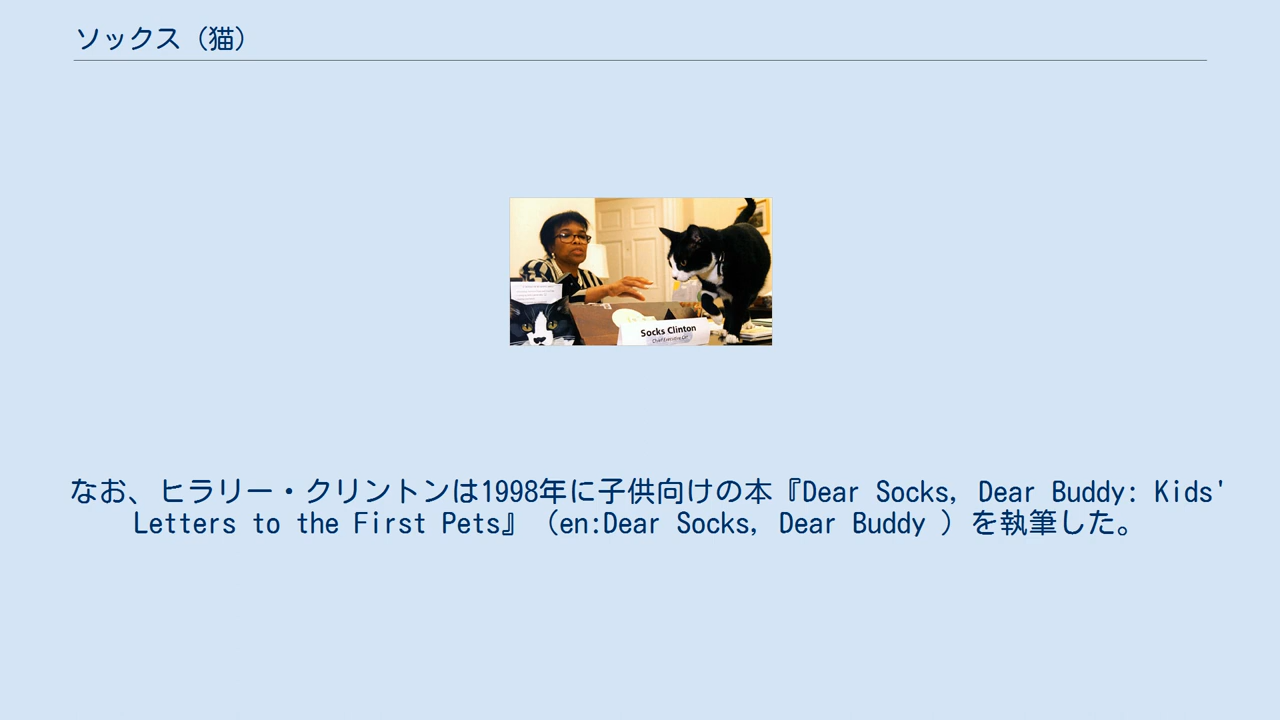 ソックス（猫）
Socks Clinton
なお、ヒラリー・クリントンは1998年に子供向けの本『Dear Socks, Dear Buddy: Kids'
Letters to the First Pets』（en:Dear Socks, Dear Buddy ）を執筆した。